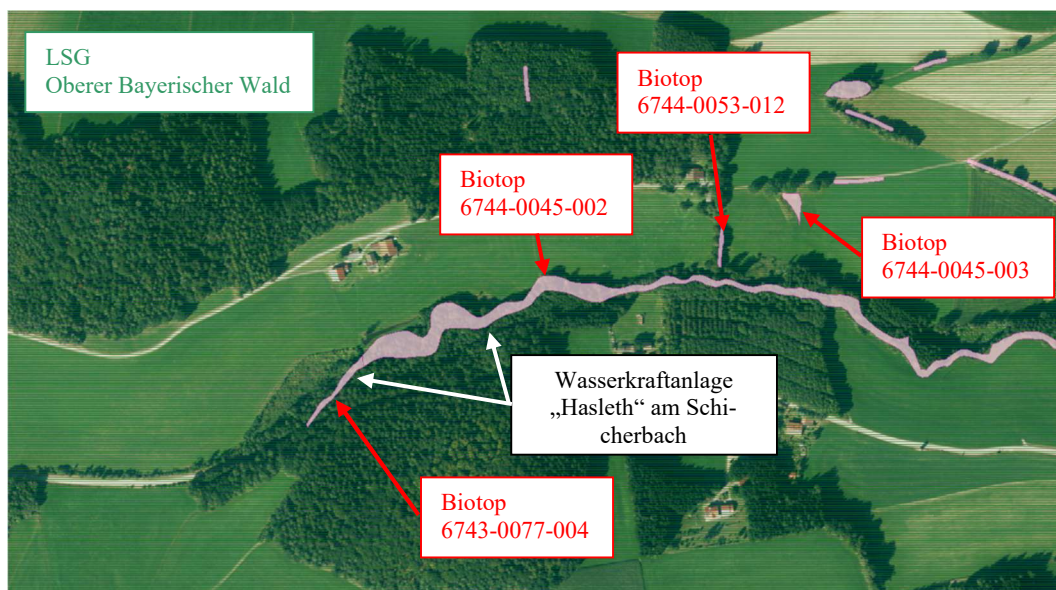 LSG
Oberer Bayerischer Wald
Biotop
6744-0053-012
Biotop
6744-0045-002
Biotop
6744-0045-003
Wasserkraftanlage
„Hasleth“ am Schi-
cherbach
Biotop
6743-0077-004